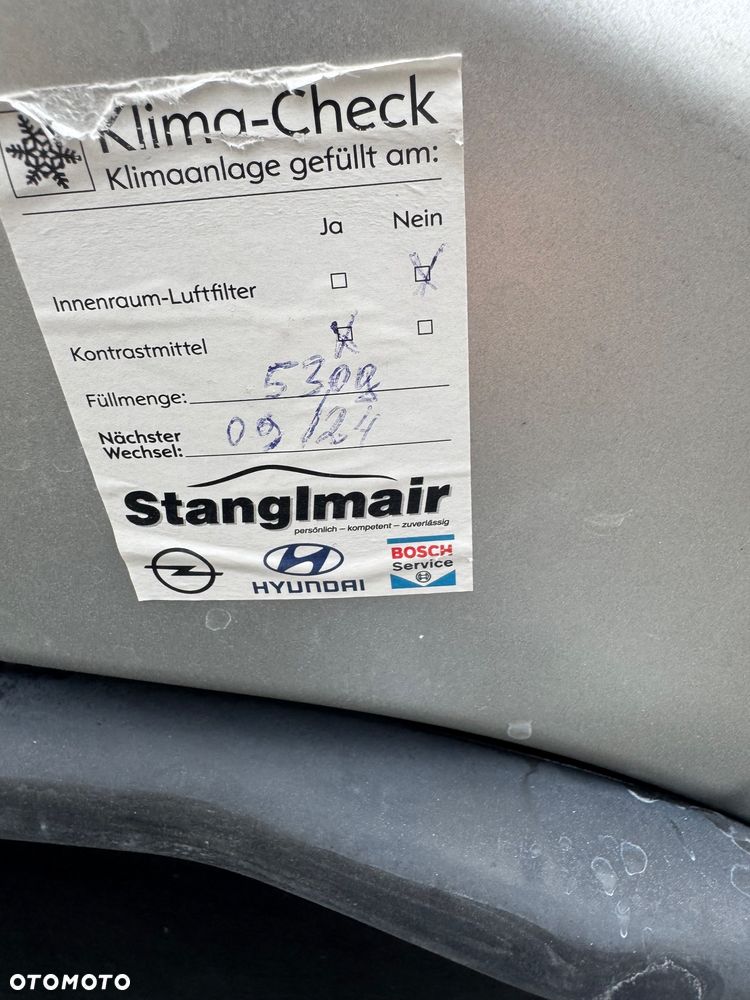 Klima-Check
Klimaanlage gefüllt am:
Ja Nein
Innenraum-Luftfilter
Kontrastmittel
Füllmenge: 530g
Nächster
Wechsel: 09/24
Stanglmair
persönlich – kompetent – zuverlässig
HYUNDAI
BOSCH
Service
OTOMOTO